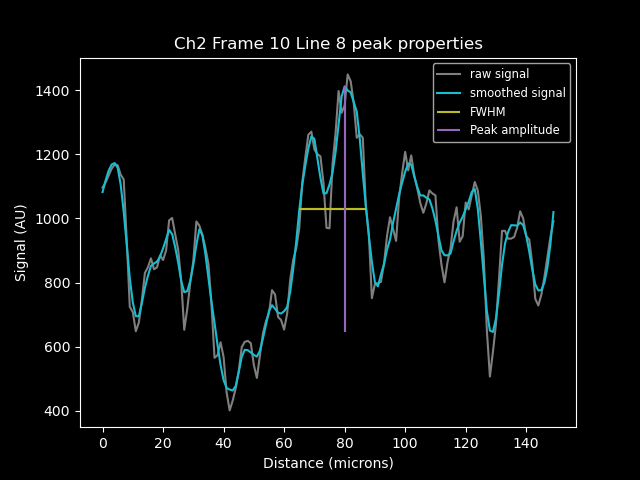 Ch2 Frame 10 Line 8 peak properties
raw signal
smoothed signal
FWHM
Peak amplitude
Signal (AU)
1400
1200
1000
800
600
400
0 20 40 60 80 100 120 140
Distance (microns)